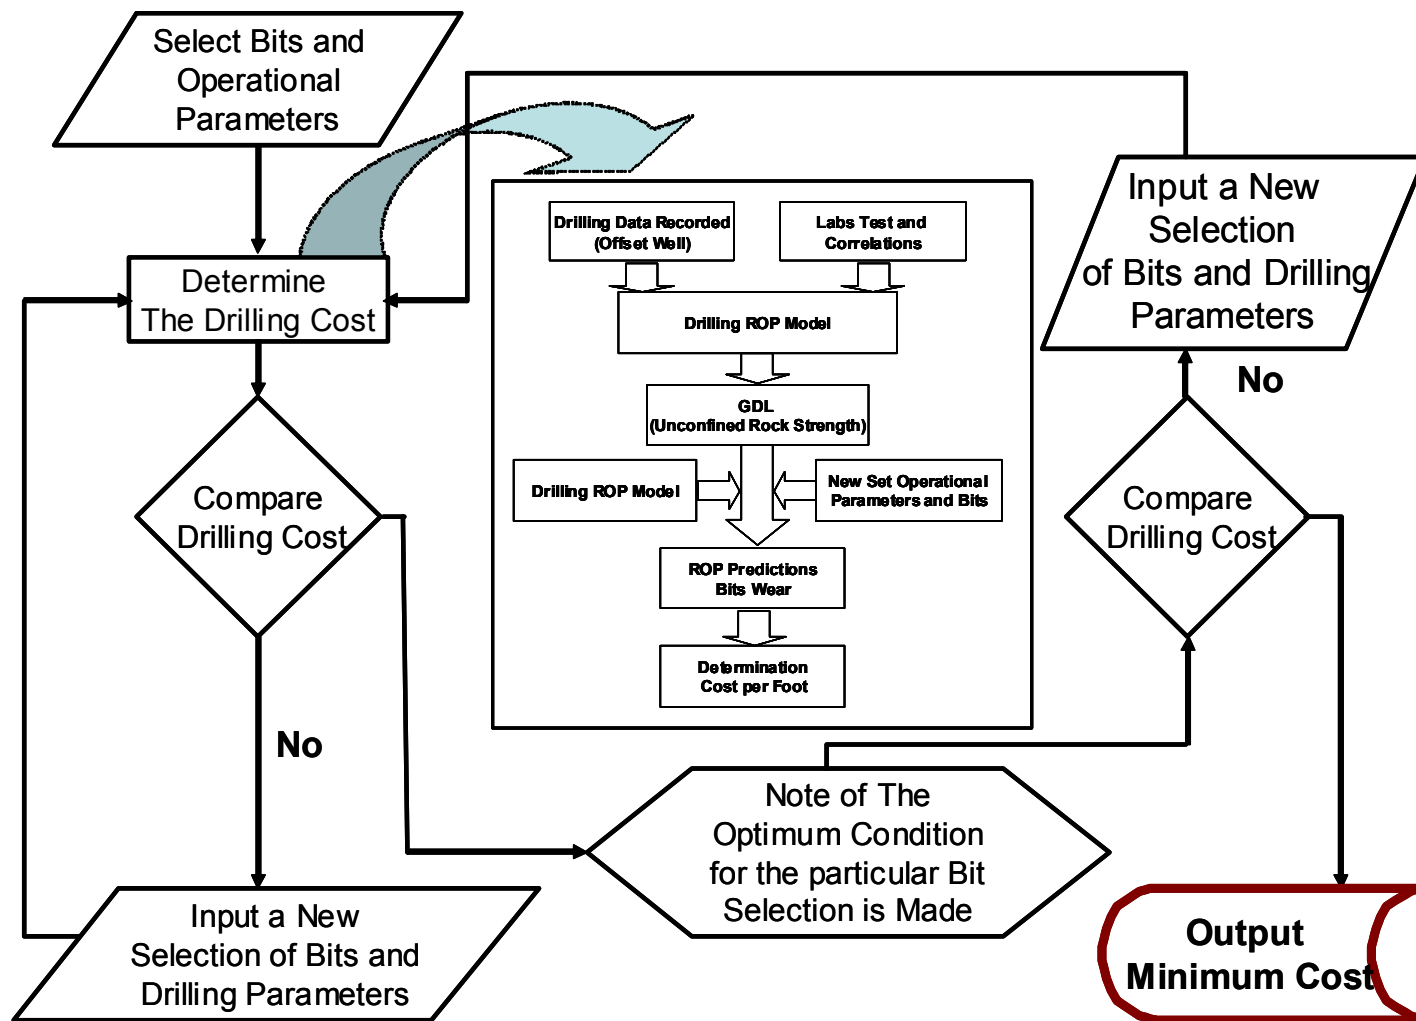 Select Bits and
Operational
Parameters
Determine
The Drilling Cost
Compare
Drilling Cost
No
Input a New
Selection of Bits and
Drilling Parameters
Drilling Data Recorded
(Offset Well)
Labs Test and
Correlations
Drilling ROP Model
GDL
(Unconfined Rock Strength)
Drilling ROP Model
New Set Operational
Parameters and Bits
ROP Predictions
Bits Wear
Determination
Cost per Foot
Note of The
Optimum Condition
for the particular Bit
Selection is Made
Input a New
Selection
of Bits and Drilling
Parameters
No
Compare
Drilling Cost
Output
Minimum Cost